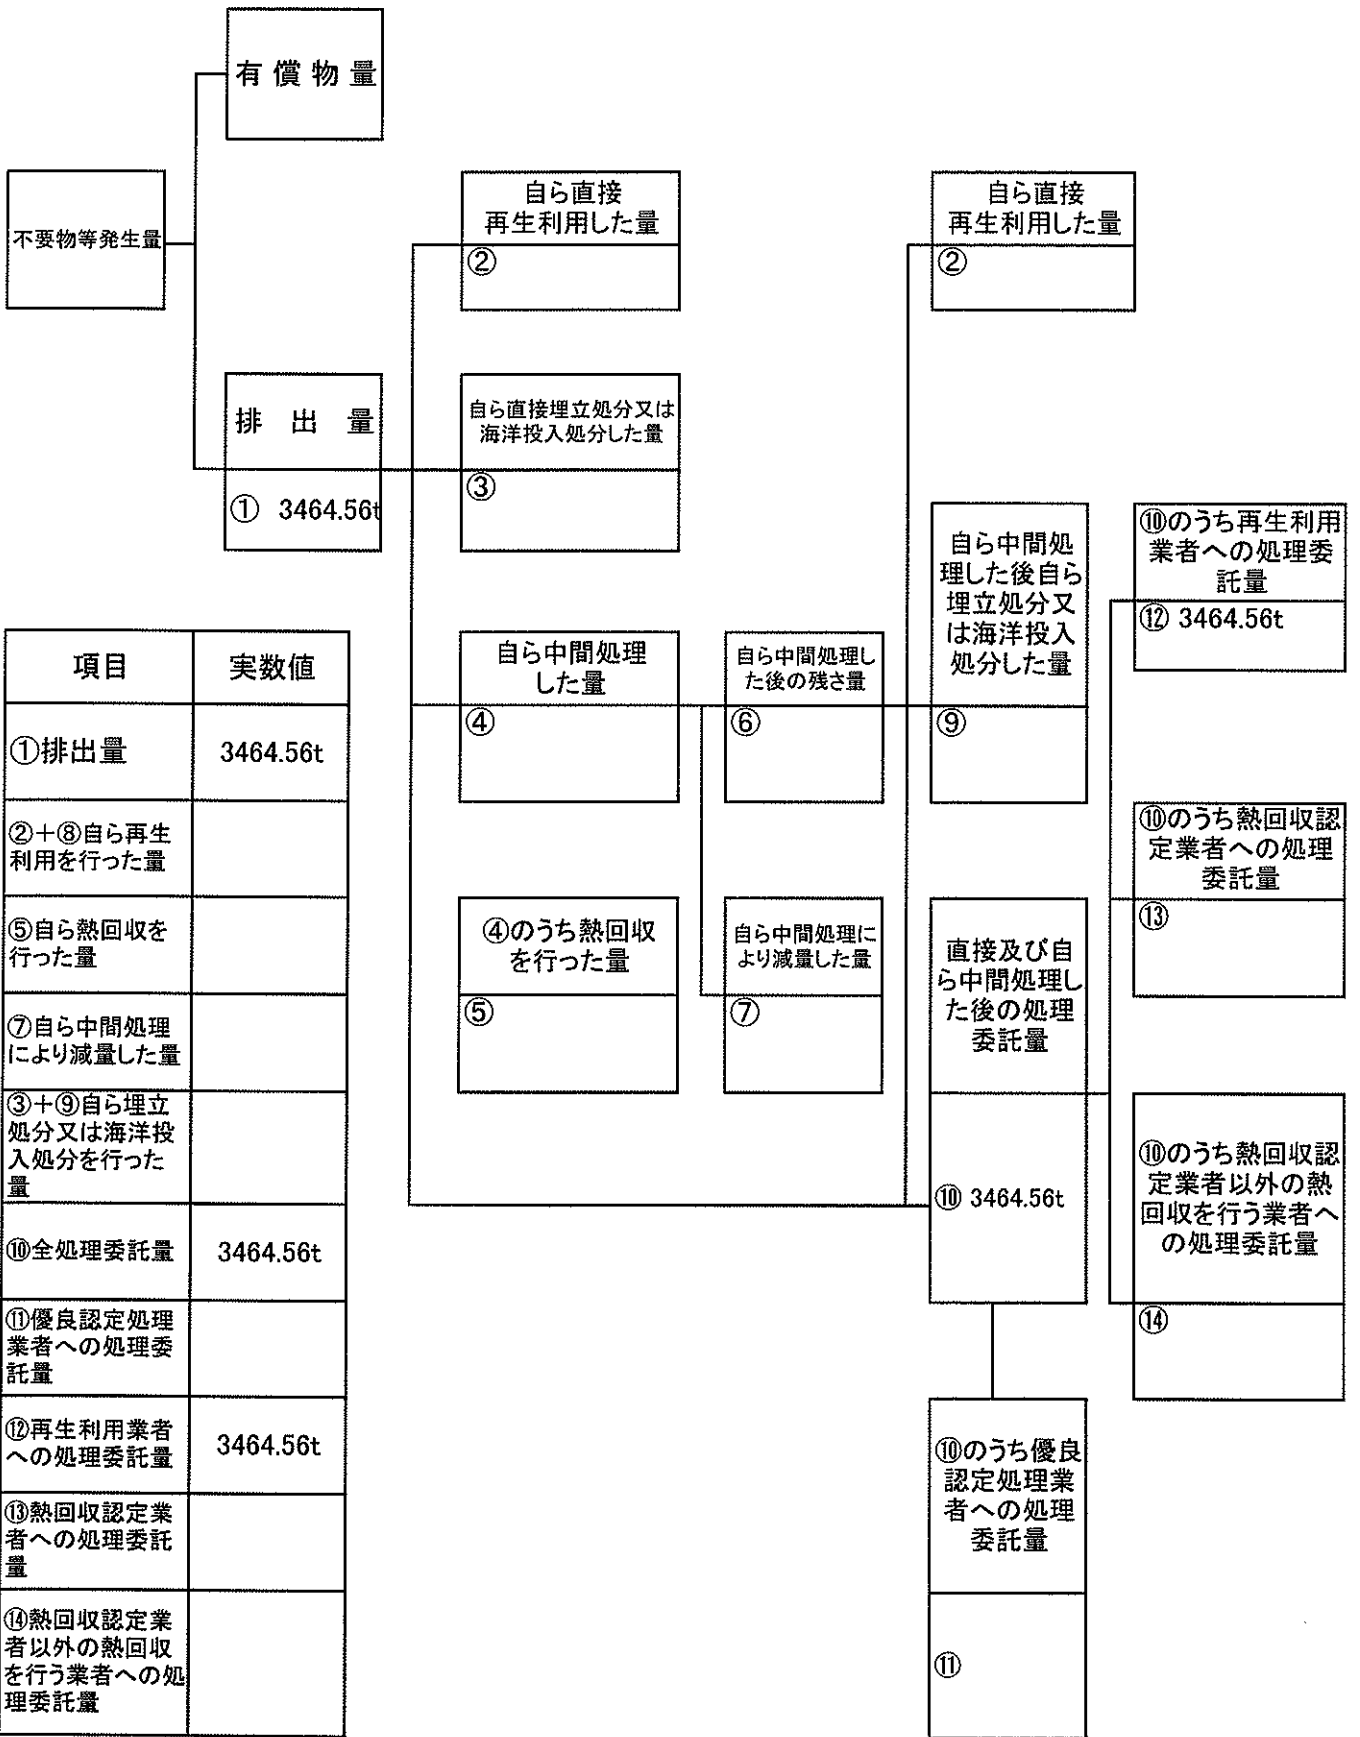 有償物量
不要物等発生量
自ら直接
再生利用した量
②
自ら直接
再生利用した量
②
排出量
① 3464.56t
自ら直接埋立処分又は
海洋投入処分した量
③
自ら中間処理
した量
④
自ら中間処理し
た後の残さ量
⑥
自ら中間処
理した後自ら
埋立処分又
は海洋投入
処分した量
⑨
⑩のうち再生利用
業者への処理委
託量
⑫ 3464.56t
⑩のうち熱回収認
定業者への処理
委託量
⑬
④のうち熱回収
を行った量
⑤
自ら中間処理に
より減量した量
⑦
直接及び自
ら中間処理し
た後の処理
委託量
⑩ 3464.56t
⑩のうち熱回収認
定業者以外の熱
回収を行う業者へ
の処理委託量
⑭
⑩のうち優良
認定処理業
者への処理
委託量
⑪
項目 実数値
①排出量 3464.56t
②+⑧自ら再生
利用を行った量
⑤自ら熱回収を
行った量
⑦自ら中間処理
により減量した量
③+⑨自ら埋立
処分又は海洋投
入処分を行った
量
⑩全処理委託量 3464.56t
⑪優良認定処理
業者への処理委
託量
⑫再生利用業者
への処理委託量 3464.56t
⑬熱回収認定業
者への処理委託
量
⑭熱回収認定業
者以外の熱回収
を行う業者への処
理委託量